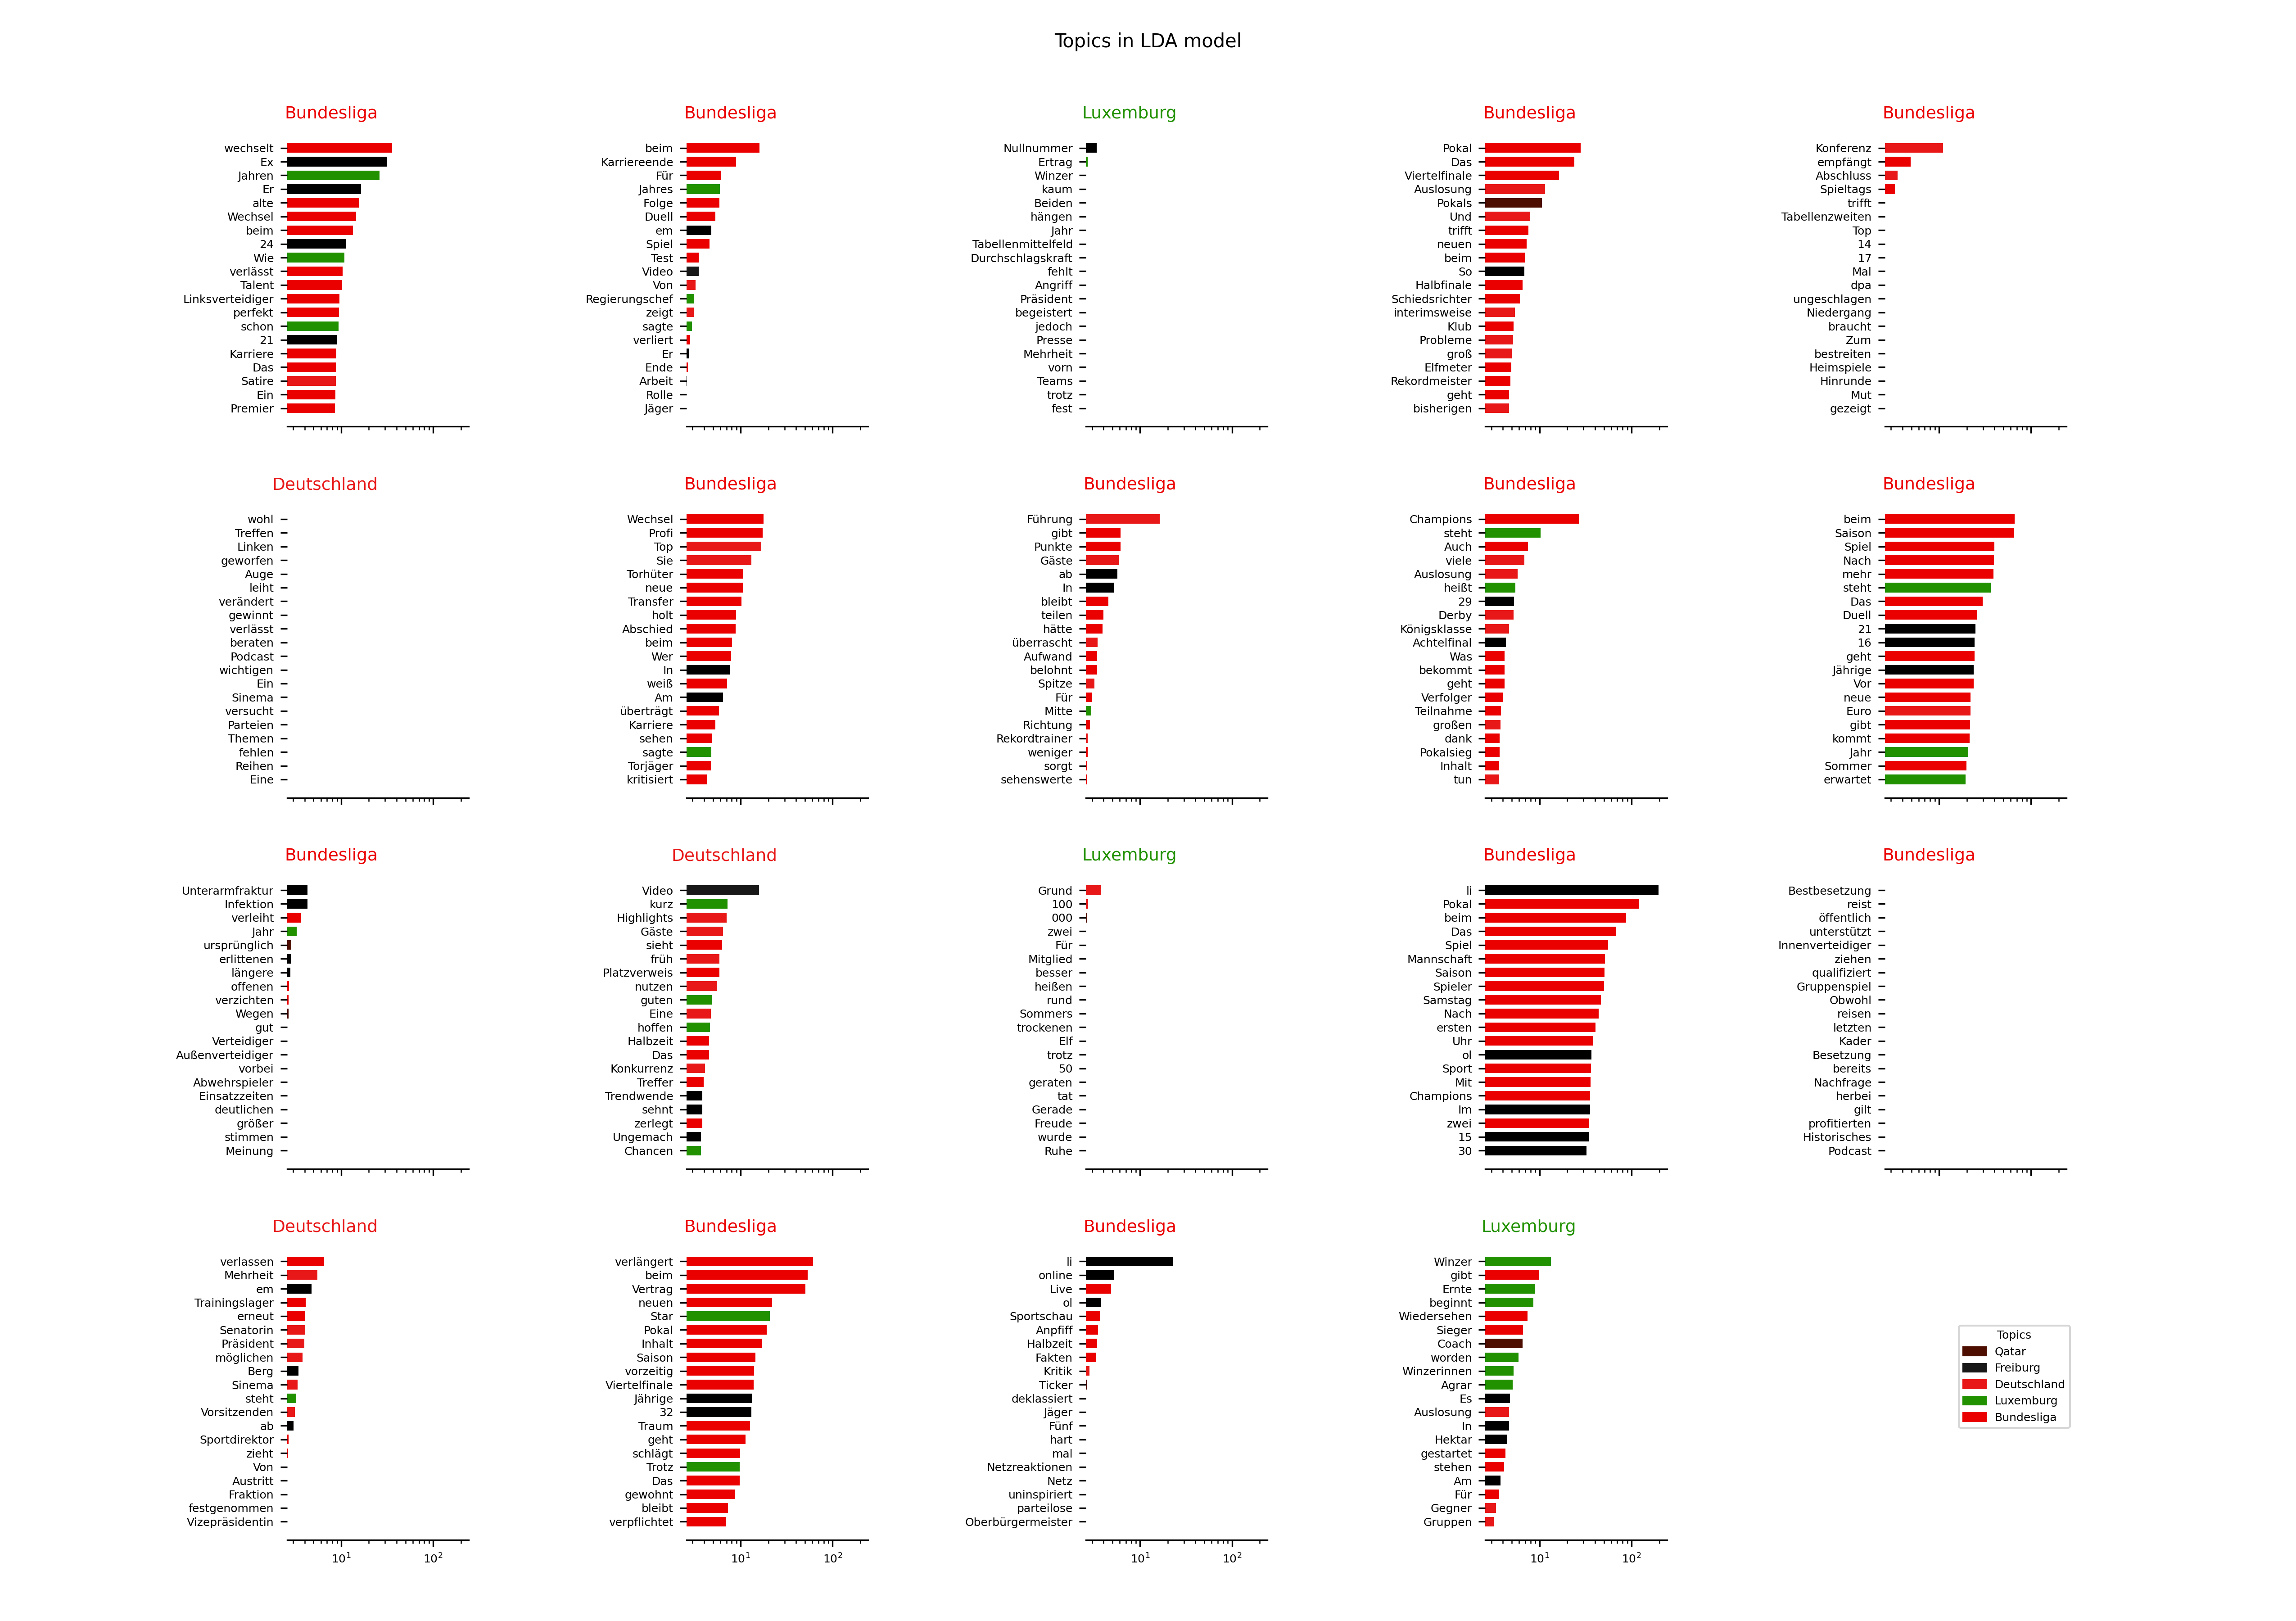 Topics in LDA model
Bundesliga
wechselt
Ex
Jahren
Er
alte
Wechsel
beim
24
Wie
verlässt
Talent
Linksverteidiger
perfekt
schon
21
Karriere
Das
Satire
Ein
Premier
Bundesliga
beim
Karriereende
Für
Jahres
Folge
Duell
em
Spiel
Test
Video
Von
Regierungschef
zeigt
sagte
verliert
Er
Ende
Arbeit
Rolle
Jäger
Luxemburg
Nullnummer
Ertrag
Winzer
kaum
Beiden
hängen
Jahr
Tabellenmittelfeld
Durchschlagskraft
fehlt
Angriff
Präsident
begeistert
jedoch
Presse
Mehrheit
vorn
Teams
trotz
fest
Bundesliga
Pokal
Das
Viertelfinale
Auslosung
Pokals
Und
trifft
neuen
beim
So
Halbfinale
Schiedsrichter
interimsweise
Klub
Probleme
groß
Elfmeter
Rekordmeister
geht
bisherigen
Bundesliga
Konferenz
empfängt
Abschluss
Spieltags
trifft
Tabellenzweiten
Top
14
17
Mal
dpa
ungeschlagen
Niedergang
braucht
Zum
bestreiten
Heimspiele
Hinrunde
Mut
gezeigt
Deutschland
wohl
Treffen
Linken
geworfen
Auge
leiht
verändert
gewinnt
verlässt
beraten
Podcast
wichtigen
Ein
Sinema
versucht
Parteien
Themen
fehlen
Reihen
Eine
Bundesliga
Wechsel
Profi
Top
Sie
Torhüter
neue
Transfer
holt
Abschied
beim
Wer
In
weiß
Am
überträgt
Karriere
sehen
sagte
Torjäger
kritisiert
Bundesliga
Führung
gibt
Punkte
Gäste
ab
In
bleibt
teilen
hätte
überrascht
Aufwand
belohnt
Spitze
Für
Mitte
Richtung
Rekordtrainer
weniger
sorgt
sehenswerte
Bundesliga
Champions
steht
Auch
viele
Auslosung
heißt
29
Derby
Königsklasse
Achtelfinal
Was
bekommt
geht
Verfolger
Teilnahme
großen
dank
Pokalsieg
Inhalt
tun
Bundesliga
beim
Saison
Spiel
Nach
mehr
steht
Das
Duell
21
16
geht
Jährige
Vor
neue
Euro
gibt
kommt
Jahr
Sommer
erwartet
Bundesliga
Unterarmfraktur
Infektion
verleiht
Jahr
ursprünglich
erlittenen
längere
offenen
verzichten
Wegen
gut
Verteidiger
Außenverteidiger
vorbei
Abwehrspieler
Einsatzzeiten
deutlichen
größer
stimmen
Meinung
Deutschland
Video
kurz
Highlights
Gäste
sieht
früh
Platzverweis
nutzen
guten
Eine
hoffen
Halbzeit
Das
Konkurrenz
Treffer
Trendwende
sehnt
zerlegt
Ungemach
Chancen
Luxemburg
Grund
100
000
zwei
Für
Mitglied
besser
heißen
rund
Sommers
trockenen
Elf
trotz
50
geraten
tat
Gerade
Freude
wurde
Ruhe
Bundesliga
li
Pokal
beim
Das
Spiel
Mannschaft
Saison
Spieler
Samstag
Nach
ersten
Uhr
ol
Sport
Mit
Champions
Im
zwei
15
30
Bundesliga
Bestbesetzung
reist
öffentlich
unterstützt
Innenverteidiger
ziehen
qualifiziert
Gruppenspiel
Obwohl
reisen
letzten
Kader
Besetzung
bereits
Nachfrage
herbei
gilt
profitierten
Historisches
Podcast
Deutschland
verlassen
Mehrheit
em
Trainingslager
erneut
Senatorin
Präsident
möglichen
Berg
Sinema
steht
Vorsitzenden
ab
Sportdirektor
zieht
Von
Austritt
Fraktion
festgenommen
Vizepräsidentin
10¹ 10²
Bundesliga
verlängert
beim
Vertrag
neuen
Star
Pokal
Inhalt
Saison
vorzeitig
Viertelfinale
Jährige
32
Traum
geht
schlägt
Trotz
Das
gewohnt
bleibt
verpflichtet
10¹ 10²
Bundesliga
li
online
Live
ol
Sportschau
Anpfiff
Halbzeit
Fakten
Kritik
Ticker
deklassiert
Jäger
Fünf
hart
mal
Netzreaktionen
Netz
uninspiriert
parteilose
Oberbürgermeister
10¹ 10²
Luxemburg
Winzer
gibt
Ernte
beginnt
Wiedersehen
Sieger
Coach
worden
Winzerinnen
Agrar
Es
Auslosung
In
Hektar
gestartet
stehen
Am
Für
Gegner
Gruppen
10¹ 10²
Topics
Qatar
Freiburg
Deutschland
Luxemburg
Bundesliga